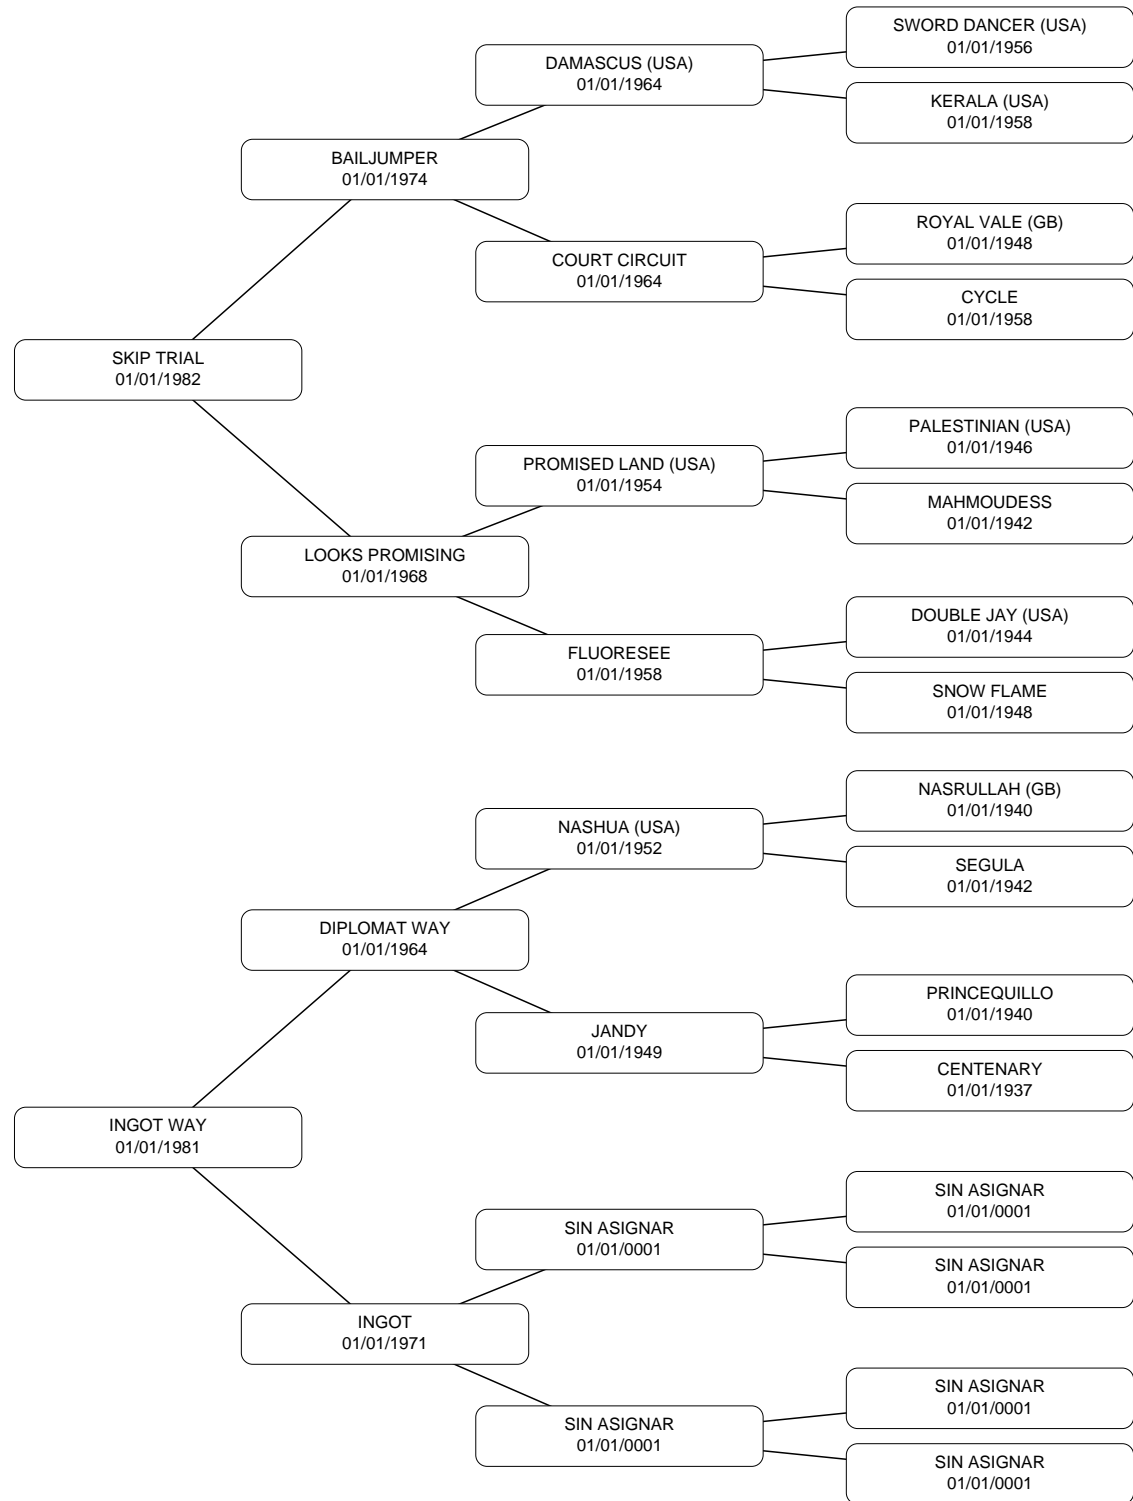 SWORD DANCER (USA)
01/01/1956
DAMASCUS (USA)
01/01/1964
KERALA (USA)
01/01/1958
BAILJUMPER
01/01/1974
ROYAL VALE (GB)
01/01/1948
COURT CIRCUIT
01/01/1964
CYCLE
01/01/1958
SKIP TRIAL
01/01/1982
PALESTINIAN (USA)
01/01/1946
PROMISED LAND (USA)
01/01/1954
MAHMOUDESS
01/01/1942
LOOKS PROMISING
01/01/1968
DOUBLE JAY (USA)
01/01/1944
FLUORESEE
01/01/1958
SNOW FLAME
01/01/1948
NASRULLAH (GB)
01/01/1940
NASHUA (USA)
01/01/1952
SEGULA
01/01/1942
DIPLOMAT WAY
01/01/1964
PRINCEQUILLO
01/01/1940
JANDY
01/01/1949
CENTENARY
01/01/1937
INGOT WAY
01/01/1981
SIN ASIGNAR
01/01/0001
SIN ASIGNAR
01/01/0001
SIN ASIGNAR
01/01/0001
INGOT
01/01/1971
SIN ASIGNAR
01/01/0001
SIN ASIGNAR
01/01/0001
SIN ASIGNAR
01/01/0001